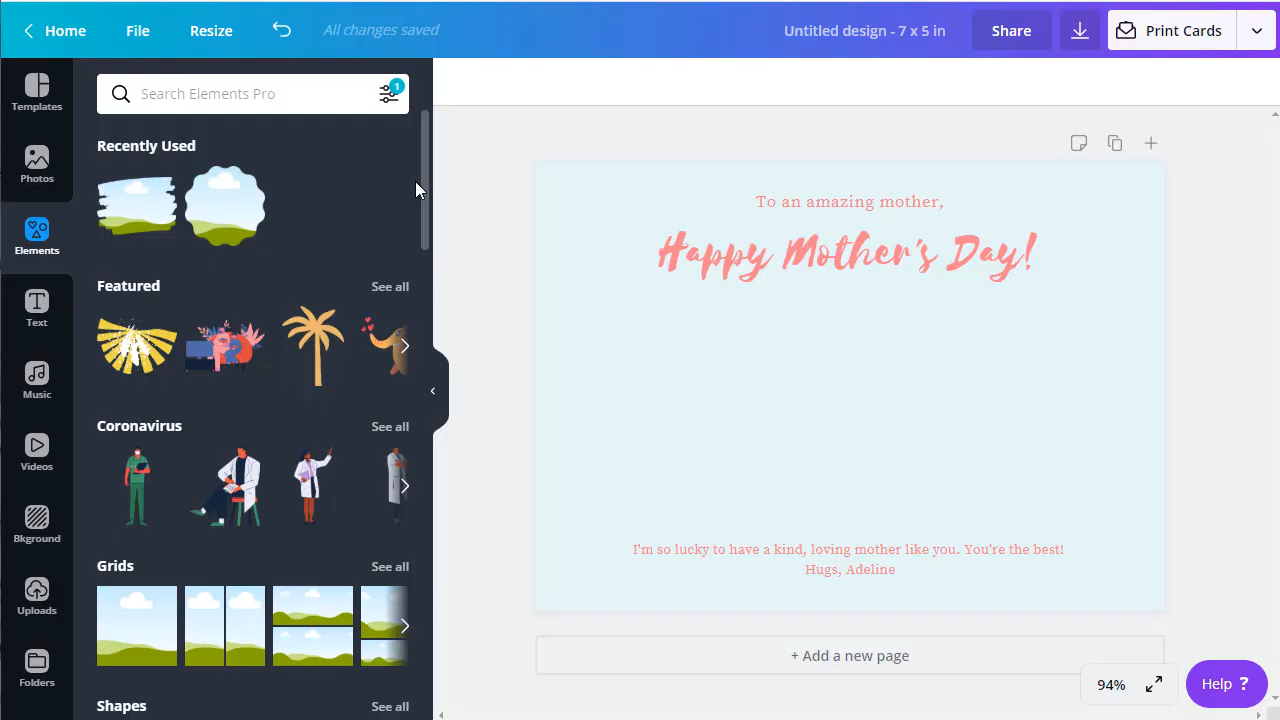 Home
File
Resize
All changes saved
Untitled design - 7 x 5 in
Share
Print Cards
Templates
Photos
Elements
Text
Music
Videos
Bkground
Uploads
Folders
Search Elements Pro
1
Recently Used
Featured
See all
Coronavirus
See all
Grids
See all
Shapes
See all
To an amazing mother,
Happy Mother's Day!
I'm so lucky to have a kind, loving mother like you. You're the best!
Hugs, Adeline
+ Add a new page
94%
Help ?